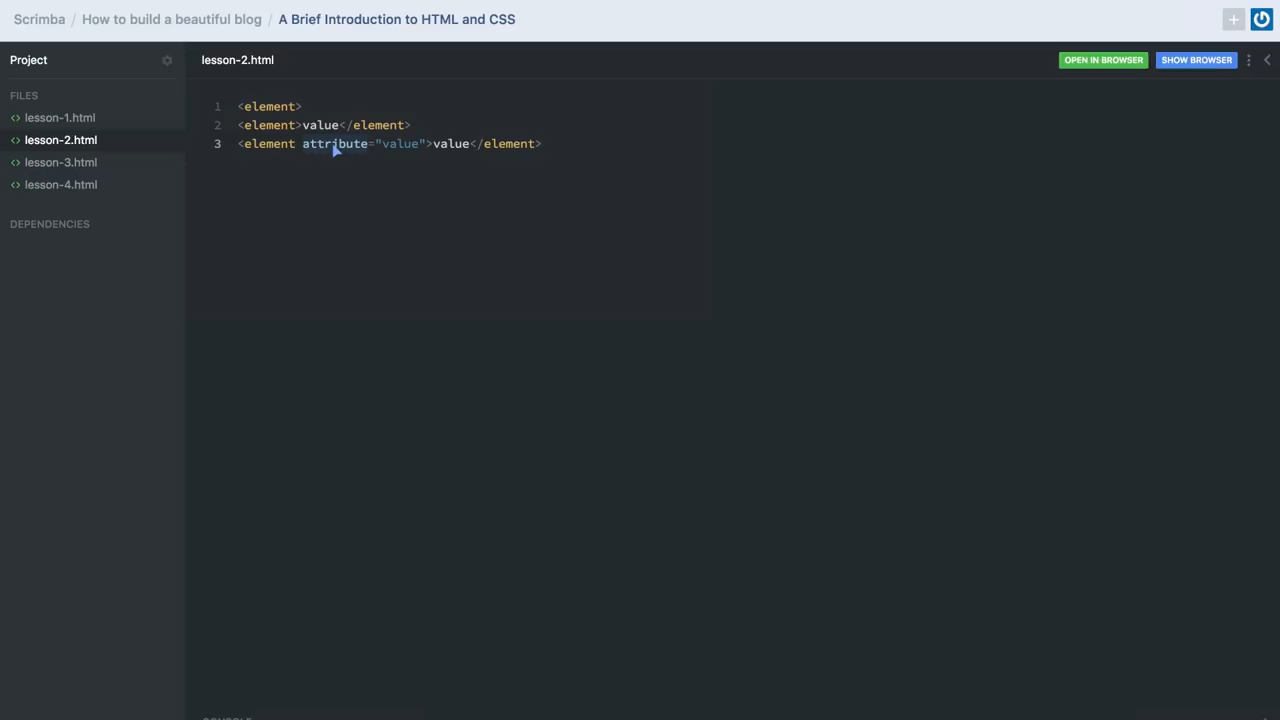 Scrimba / How to build a beautiful blog / A Brief Introduction to HTML and CSS
+
Project
lesson-2.html
OPEN IN BROWSER
SHOW BROWSER
FILES
<> lesson-1.html
<> lesson-2.html
<> lesson-3.html
<> lesson-4.html
DEPENDENCIES
1 <element>
2 <element>value</element>
3 <element attribute="value">value</element>
CONSOLE